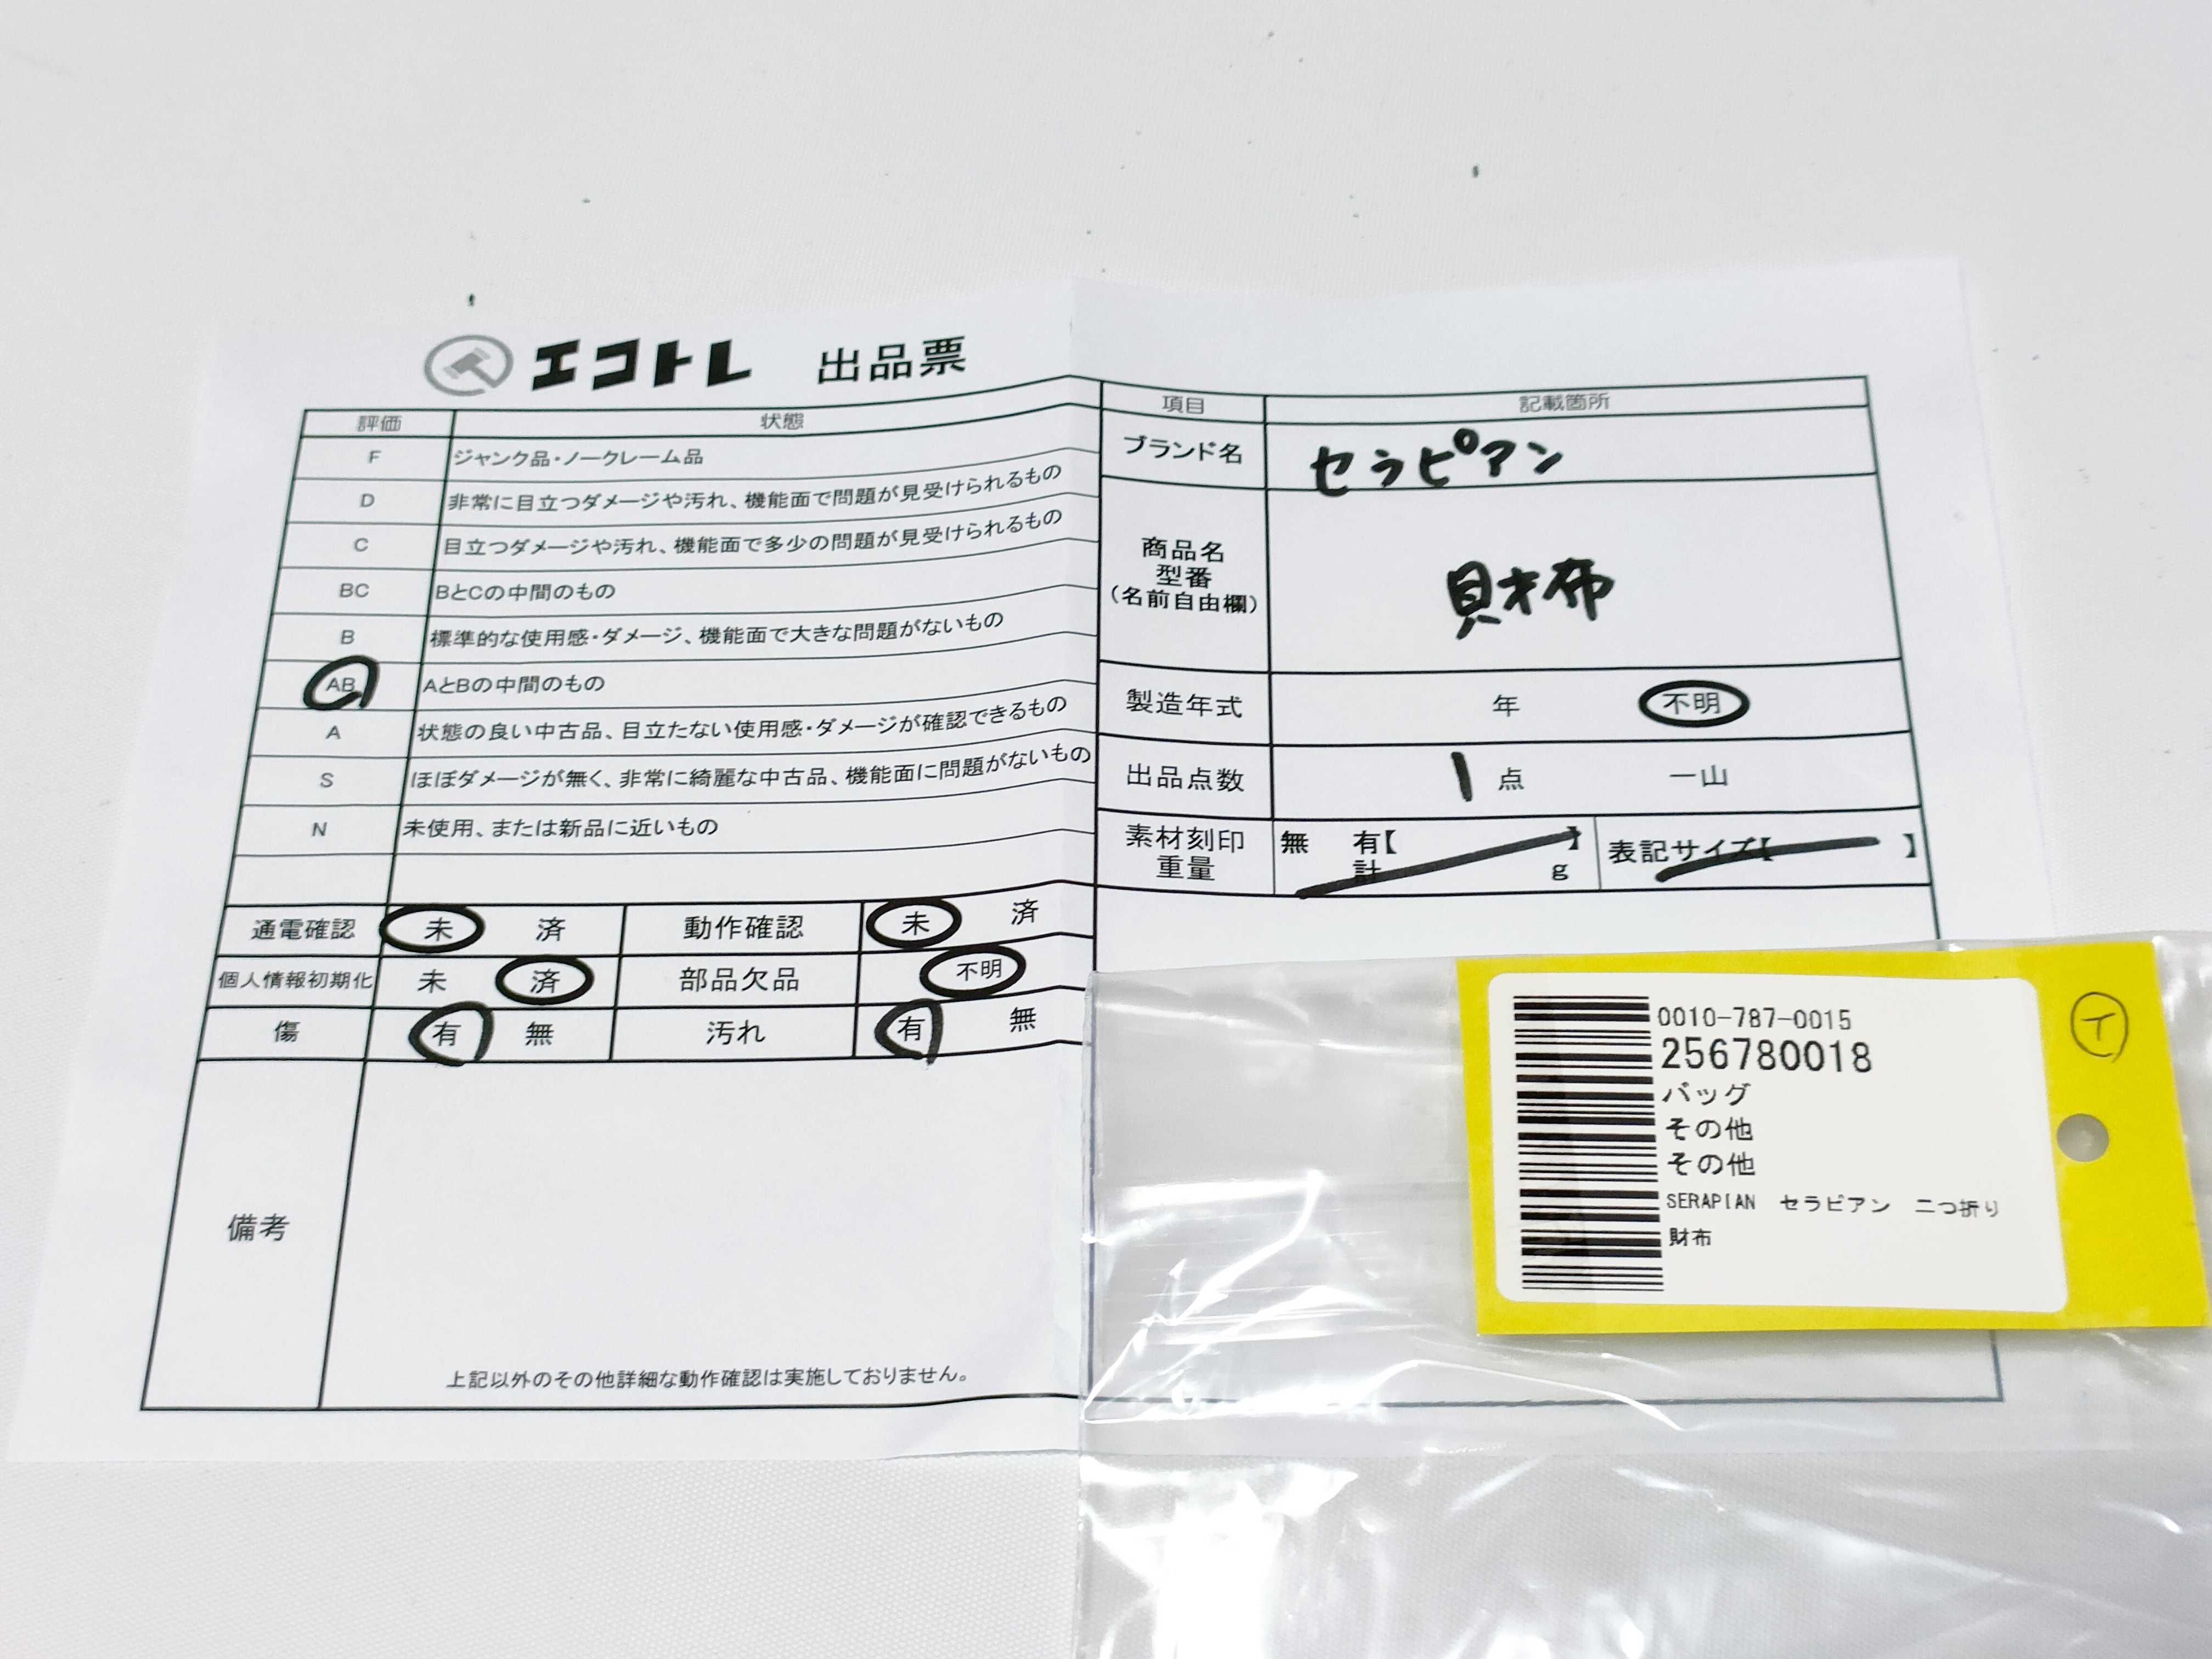 エコトレ 出品票
評価 状態
F ジャンク品・ノークレーム品
D 非常に目立つダメージや汚れ、機能面で問題が見受けられるもの
C 目立つダメージや汚れ、機能面で多少の問題が見受けられるもの
BC BとCの中間のもの
B 標準的な使用感・ダメージ、機能面で大きな問題がないもの
AB AとBの中間のもの
A 状態の良い中古品、目立たない使用感・ダメージが確認できるもの
S ほぼダメージが無く、非常に綺麗な中古品、機能面に問題がないもの
N 未使用、または新品に近いもの
通電確認 未 済 動作確認 未 済
個人情報初期化 未 済 部品欠品 不明
傷 有 無 汚れ 有 無
備考
上記以外のその他詳細な動作確認は実施しておりません。
項目 記載箇所
ブランド名 セラピアン
商品名
型番
(名前自由欄)
財布
製造年式 年 不明
出品点数 1 点 一山
素材刻印 無 有【 】
重量 計 g
表記サイズ【 】
0010-787-0015
256780018
バッグ
その他
その他
SERAPIAN セラピアン 二つ折り
財布
イ